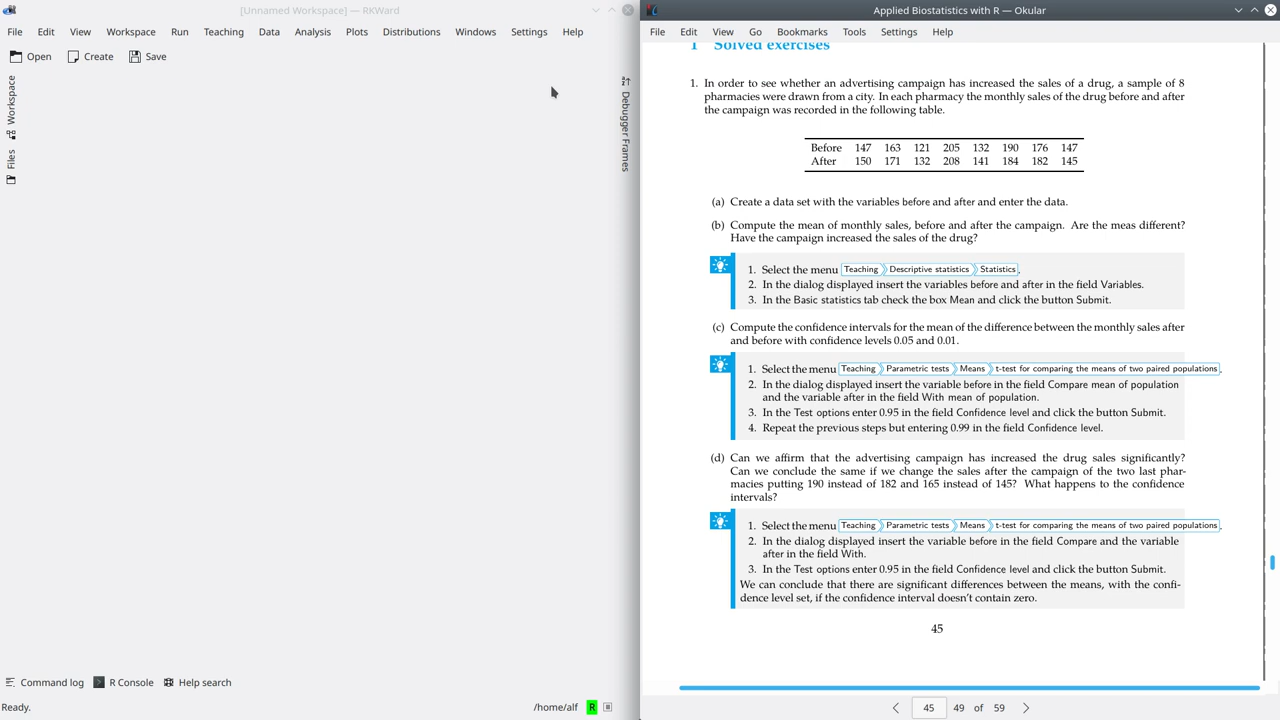 [Unnamed Workspace] — RKWard
File Edit View Workspace Run Teaching Data Analysis Plots Distributions Windows Settings Help
Open Create Save
Workspace
Files
Debugger Frames
Command log R Console Help search
Ready. /home/alf R
Applied Biostatistics with R — Okular
File Edit View Go Bookmarks Tools Settings Help
1 Solved exercises
1. In order to see whether an advertising campaign has increased the sales of a drug, a sample of 8
pharmacies were drawn from a city. In each pharmacy the monthly sales of the drug before and after
the campaign was recorded in the following table.
Before 147 163 121 205 132 190 176 147
After 150 171 132 208 141 184 182 145
(a) Create a data set with the variables before and after and enter the data.
(b) Compute the mean of monthly sales, before and after the campaign. Are the meas different?
Have the campaign increased the sales of the drug?
1. Select the menu Teaching Descriptive statistics Statistics.
2. In the dialog displayed insert the variables before and after in the field Variables.
3. In the Basic statistics tab check the box Mean and click the button Submit.
(c) Compute the confidence intervals for the mean of the difference between the monthly sales after
and before with confidence levels 0.05 and 0.01.
1. Select the menu Teaching Parametric tests Means t-test for comparing the means of two paired populations.
2. In the dialog displayed insert the variable before in the field Compare mean of population
and the variable after in the field With mean of population.
3. In the Test options enter 0.95 in the field Confidence level and click the button Submit.
4. Repeat the previous steps but entering 0.99 in the field Confidence level.
(d) Can we affirm that the advertising campaign has increased the drug sales significantly?
Can we conclude the same if we change the sales after the campaign of the two last phar-
macies putting 190 instead of 182 and 165 instead of 145? What happens to the confidence
intervals?
1. Select the menu Teaching Parametric tests Means t-test for comparing the means of two paired populations.
2. In the dialog displayed insert the variable before in the field Compare and the variable
after in the field With.
3. In the Test options enter 0.95 in the field Confidence level and click the button Submit.
We can conclude that there are significant differences between the means, with the confi-
dence level set, if the confidence interval doesn't contain zero.
45
45 49 of 59